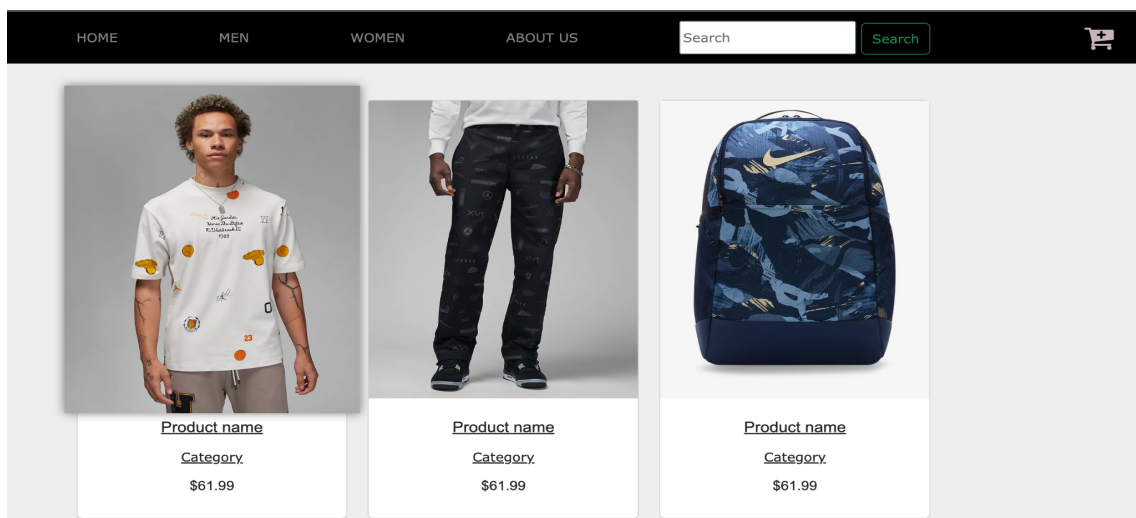 HOME MEN WOMEN ABOUT US Search Search
23
Product name Product name Product name
Category Category Category
$61.99 $61.99 $61.99